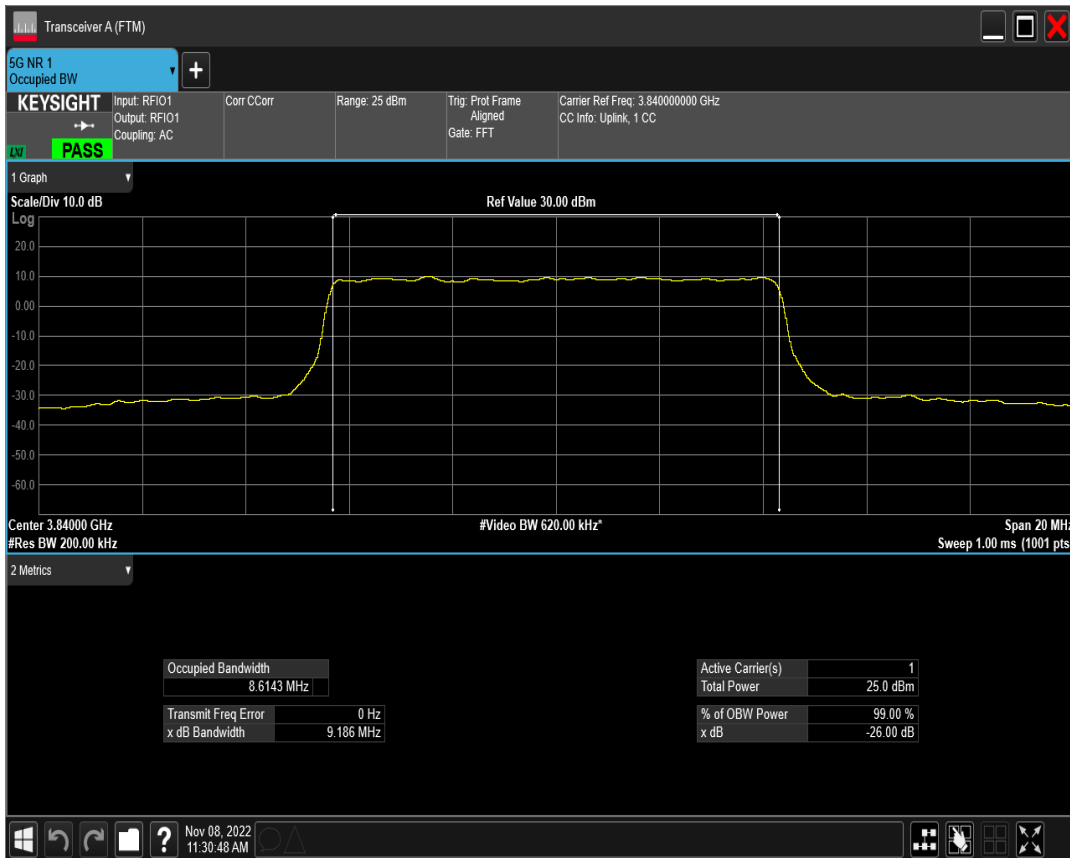 Transceiver A (FTM)
5G NR 1
Occupied BW
+
KEYSIGHT
LXI
PASS
Input: RFIO1
Output: RFIO1
Coupling: AC
Corr CCorr
Range: 25 dBm
Trig: Prot Frame
Aligned
Gate: FFT
Carrier Ref Freq: 3.840000000 GHz
CC Info: Uplink, 1 CC
1 Graph
Scale/Div 10.0 dB
Ref Value 30.00 dBm
Log
20.0
10.0
0.00
-10.0
-20.0
-30.0
-40.0
-50.0
-60.0
Center 3.84000 GHz
#Video BW 620.00 kHz*
Span 20 MHz
#Res BW 200.00 kHz
Sweep 1.00 ms (1001 pts
2 Metrics
Occupied Bandwidth
8.6143 MHz
Transmit Freq Error 0 Hz
x dB Bandwidth 9.186 MHz
Active Carrier(s) 1
Total Power 25.0 dBm
% of OBW Power 99.00 %
x dB -26.00 dB
?
Nov 08, 2022
11:30:48 AM